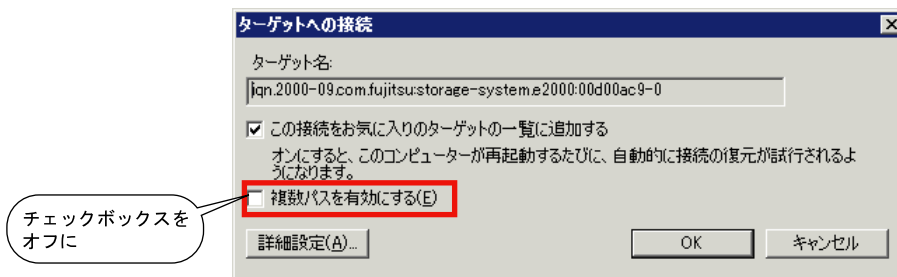 ターゲットへの接続
ターゲット名:
iqn.2000-09.com.fujitsu:storage-system.e2000:00d00ac9-0
この接続をお気に入りのターゲットの一覧に追加する
オンにすると、このコンピューターが再起動するたびに、自動的に接続の復元が試行されるよ
うになります。
複数パスを有効にする(E)
チェックボックスを
オフに
詳細設定(A)...
OK
キャンセル